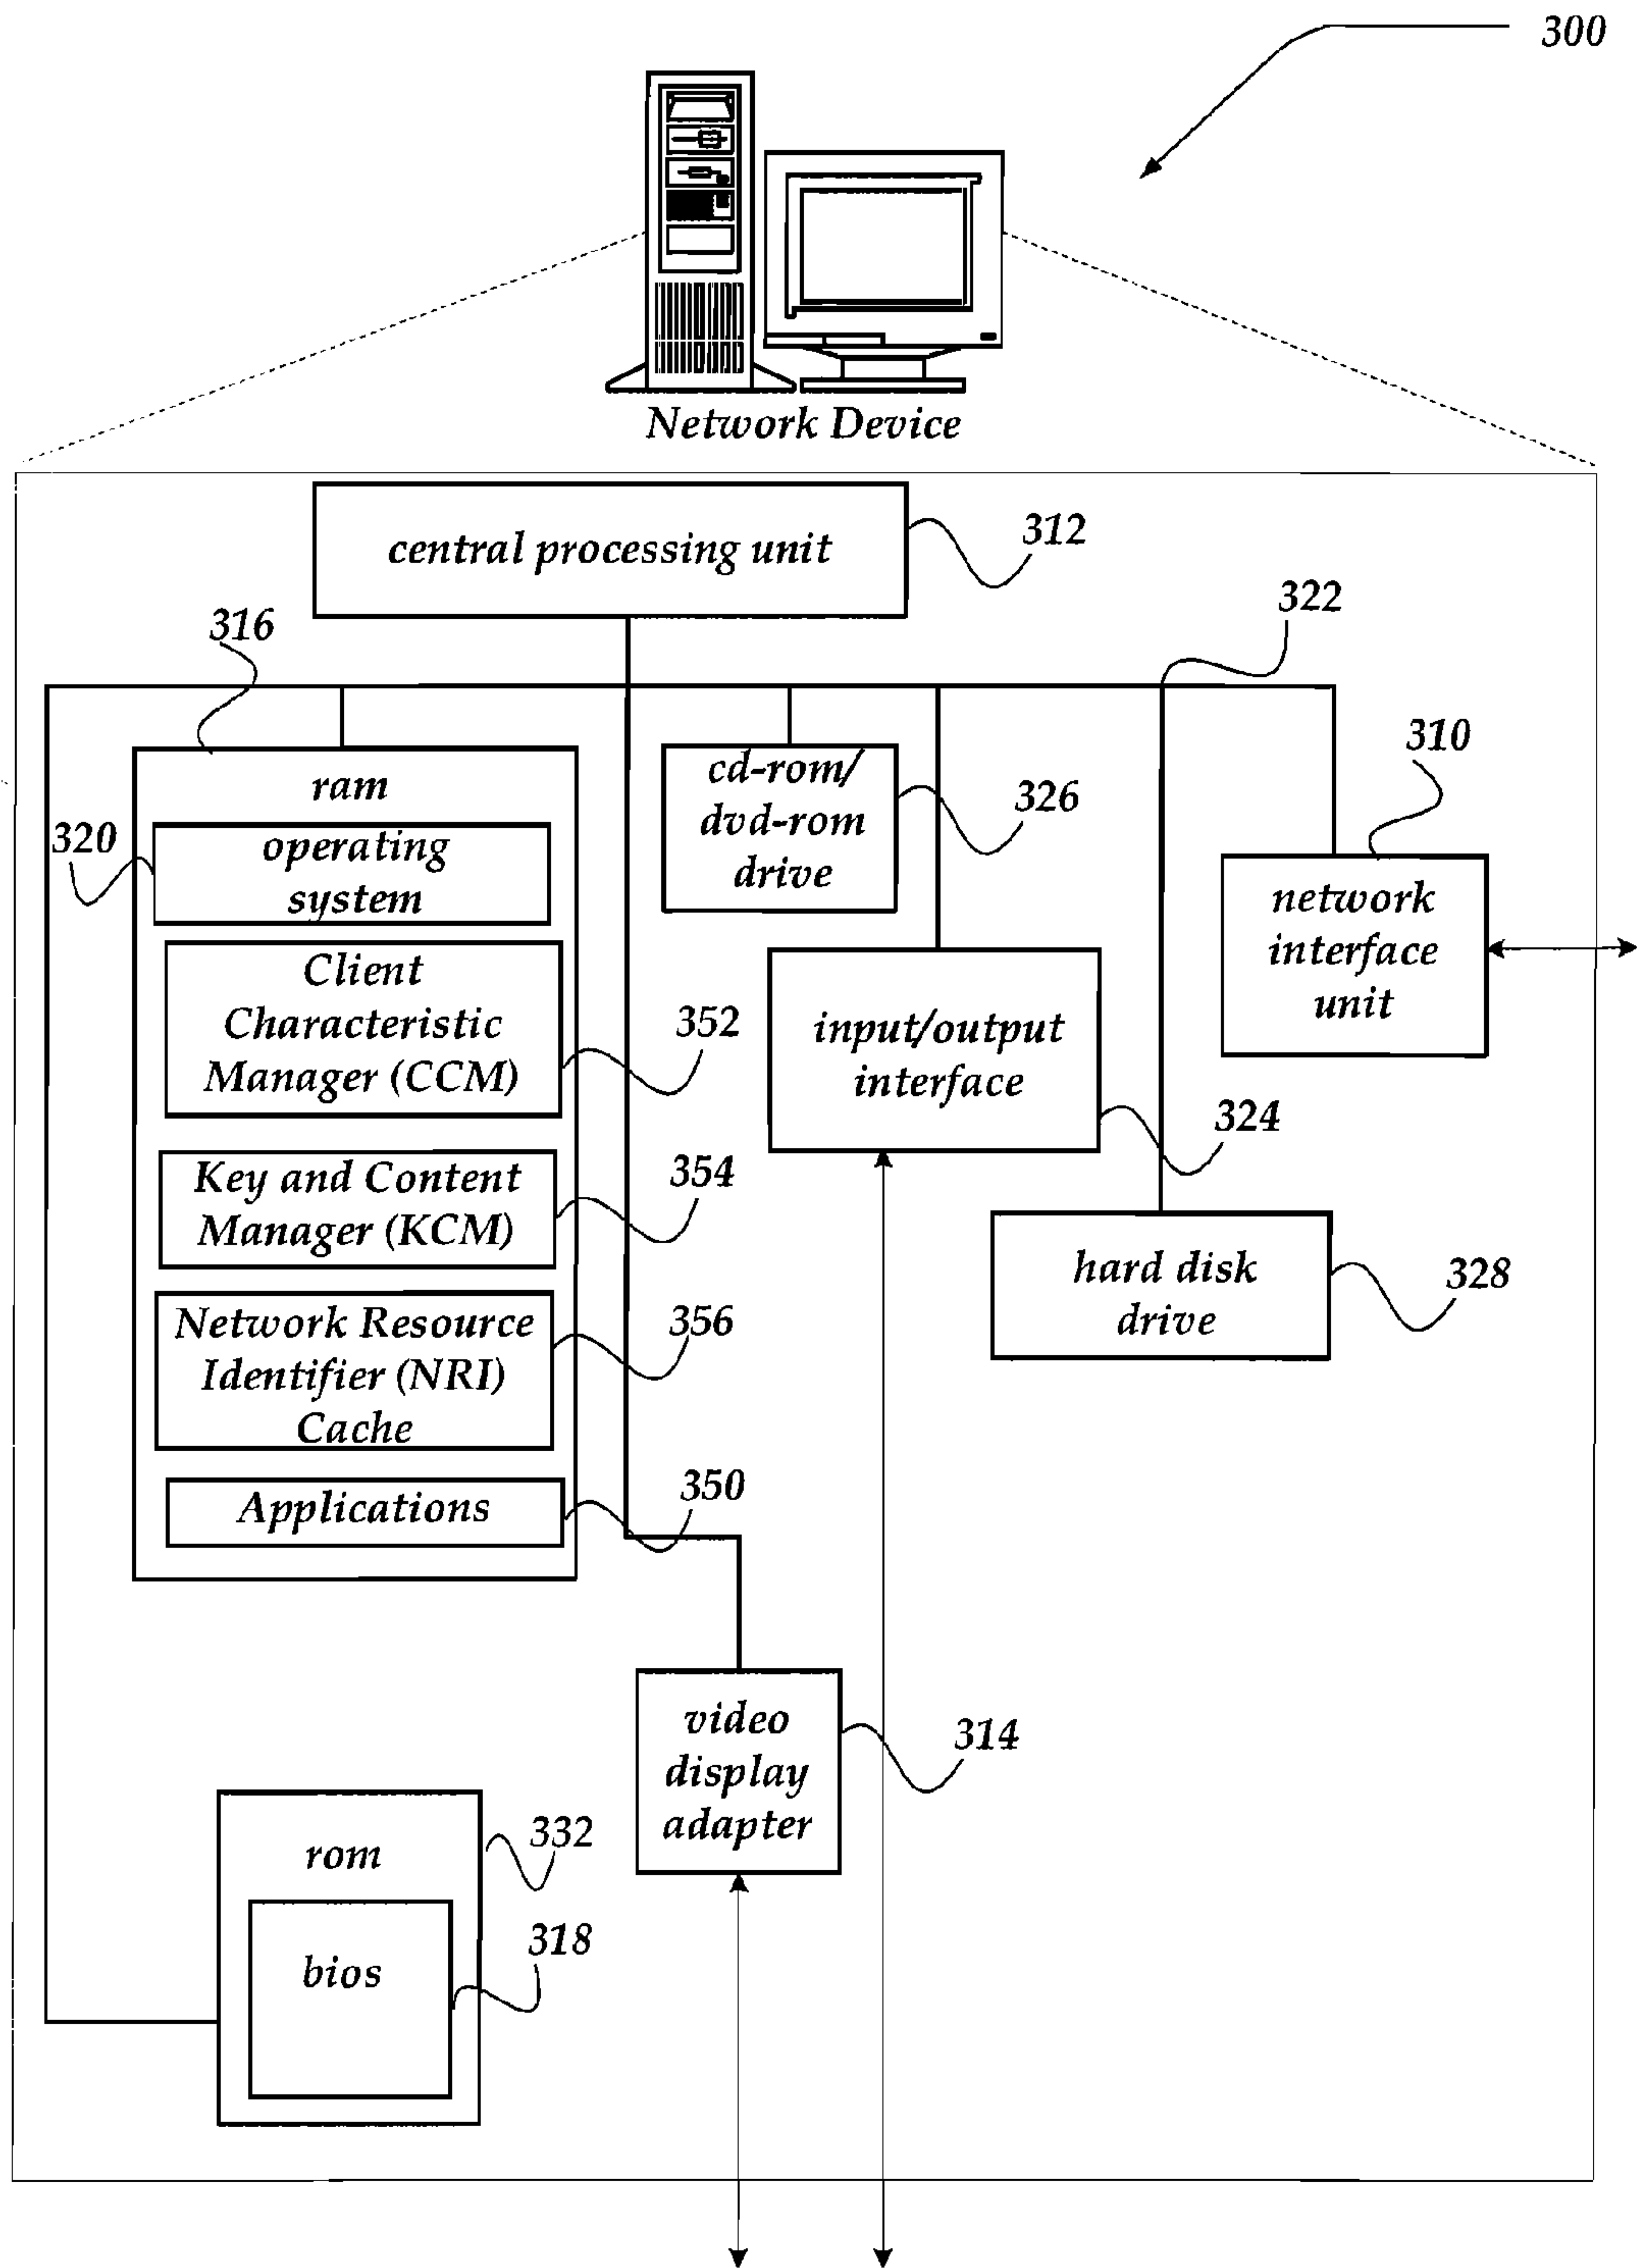 300
Network Device
central processing unit
312
322
316
310
ram
cd-rom/
dvd-rom
drive
326
320
operating
system
network
interface
unit
Client
Characteristic
Manager (CCM)
352
input/output
interface
324
Key and Content
Manager (KCM)
354
hard disk
drive
328
Network Resource
Identifier (NRI)
Cache
356
Applications
350
video
display
adapter
314
rom
332
bios
318